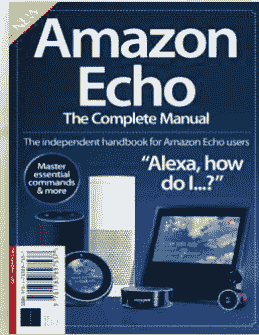 NEW
Amazon
Echo
The Complete Manual
The independent handbook for Amazon Echo users
Master
essential
commands
& more
"Alexa, how
do I...?"